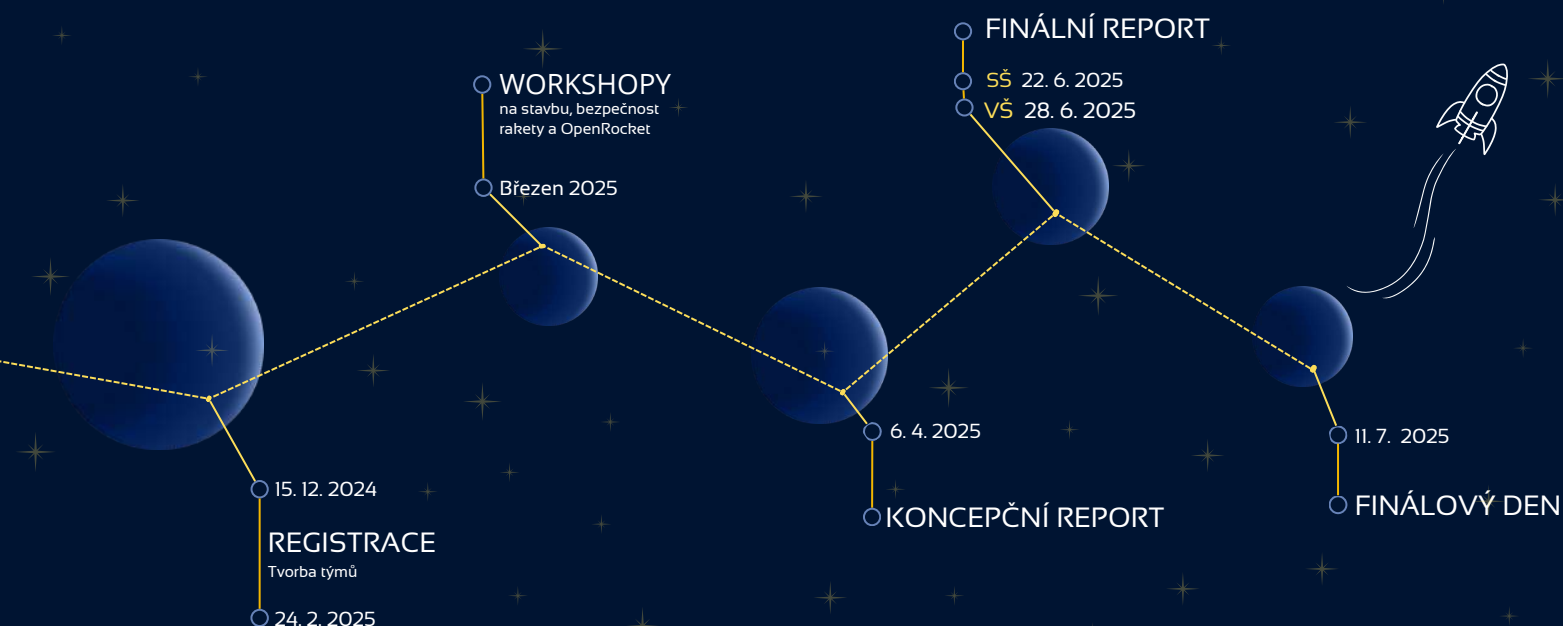 15. 12. 2024
REGISTRACE
Tvorba týmů
24. 2. 2025
WORKSHOPY
na stavbu, bezpečnost
rakety a OpenRocket
Březen 2025
6. 4. 2025
KONCEPČNÍ REPORT
FINÁLNÍ REPORT
SŠ 22. 6. 2025
VŠ 28. 6. 2025
11. 7. 2025
FINÁLOVÝ DEN